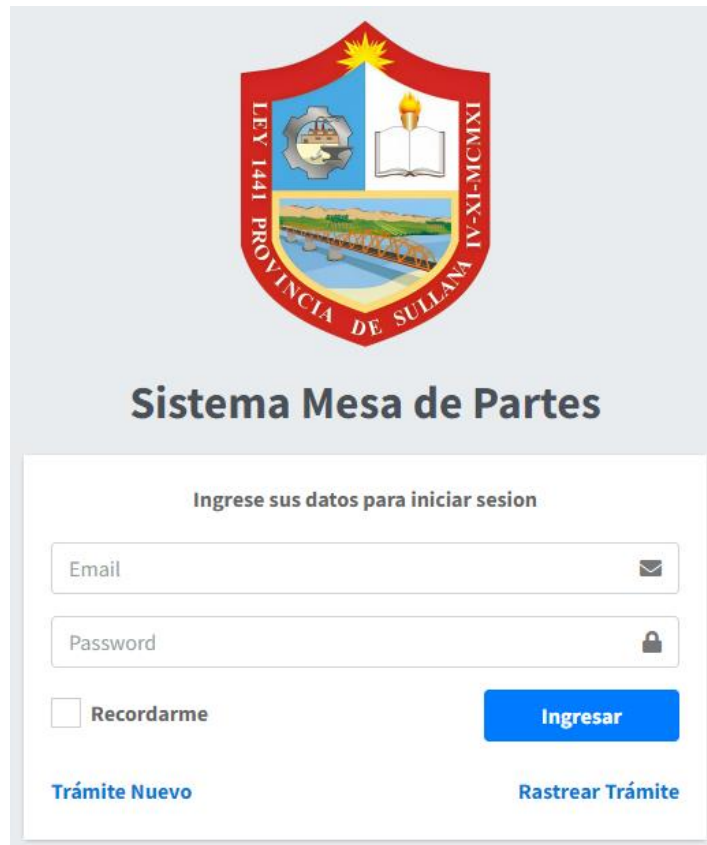 LEY 1441 PROVINCIA DE SULLANA IV-XI-MCMXI
Sistema Mesa de Partes
Ingrese sus datos para iniciar sesion
Email
Password
Recordarme
Ingresar
Trámite Nuevo
Rastrear Trámite